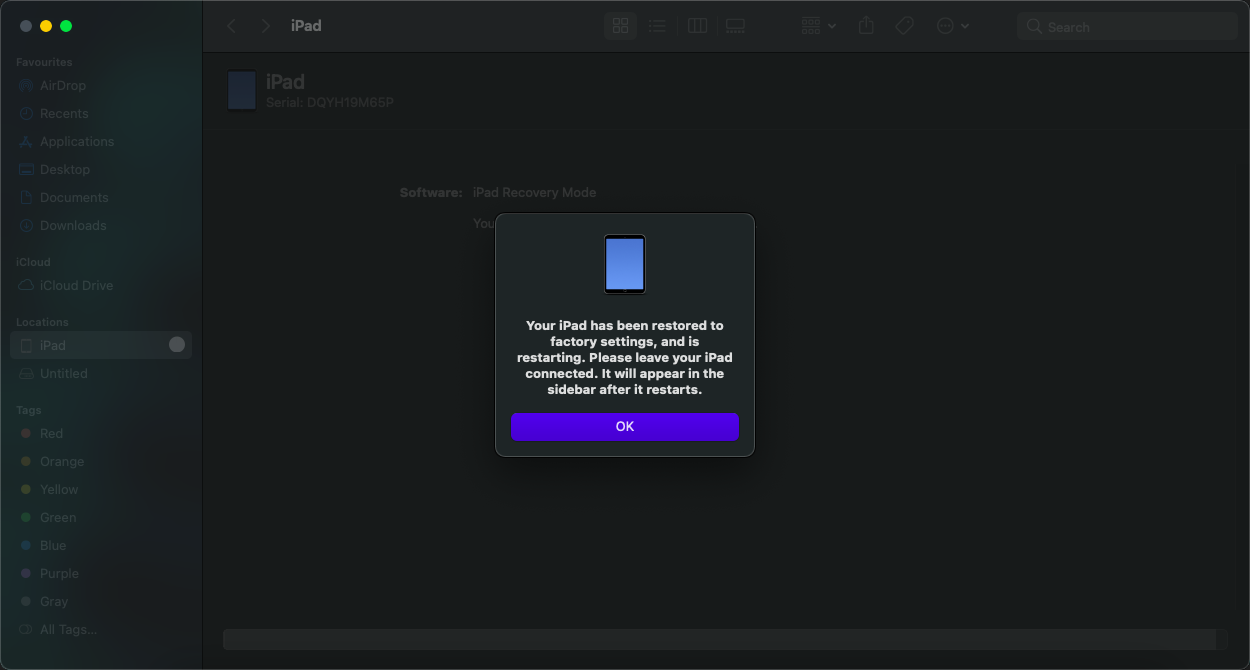 iPad
Search
Favourites
AirDrop
Recents
Applications
Desktop
Documents
Downloads
iCloud
iCloud Drive
Locations
iPad
Untitled
Tags
Red
Orange
Yellow
Green
Blue
Purple
Gray
All Tags...
iPad
Serial: DQYH19M65P
Software: iPad Recovery Mode
You
Your iPad has been restored to
factory settings, and is
restarting. Please leave your iPad
connected. It will appear in the
sidebar after it restarts.
OK